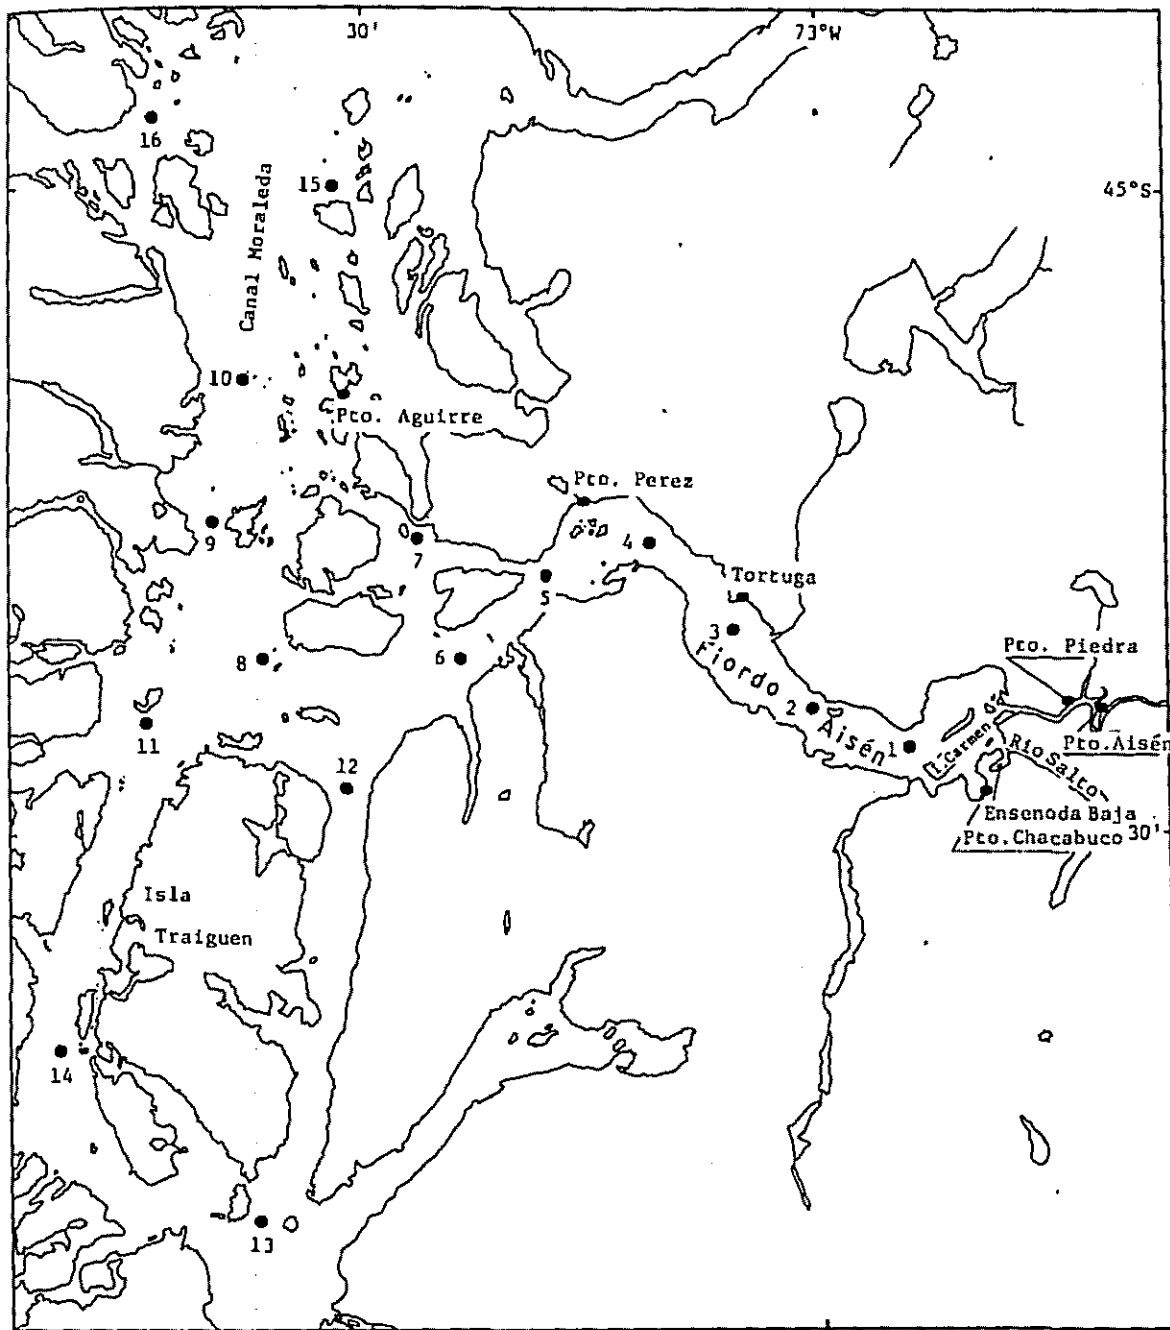 30'
73°W
16
15
45°S
Canal Moraleda
10
Pto. Aguirre
Pto. Perez
9
7
4
5
Tortuga
3
8
6
Fiordo Aisén
Pto. Piedra
2
11
1
I. Carmen
Rio Salto
Pto. Aisén
12
Ensenoda Baja
Pto. Chacabuco
30'
Isla
Traiguen
14
13